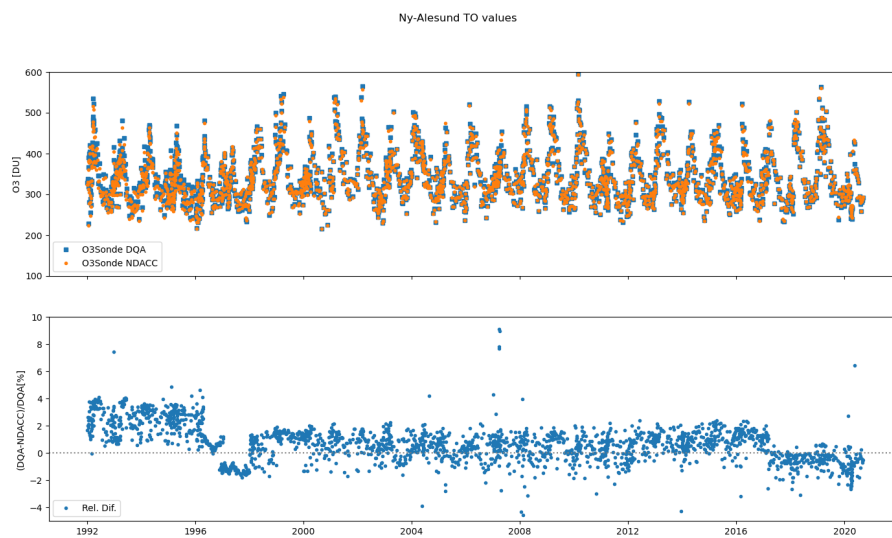 Ny-Alesund TO values
600
500
400
300
200
100
O3 [DU]
O3Sonde DQA
O3Sonde NDACC
10
8
6
4
2
0
−2
−4
(DQA-NDACC)/DQA[%]
Rel. Dif.
1992 1996 2000 2004 2008 2012 2016 2020